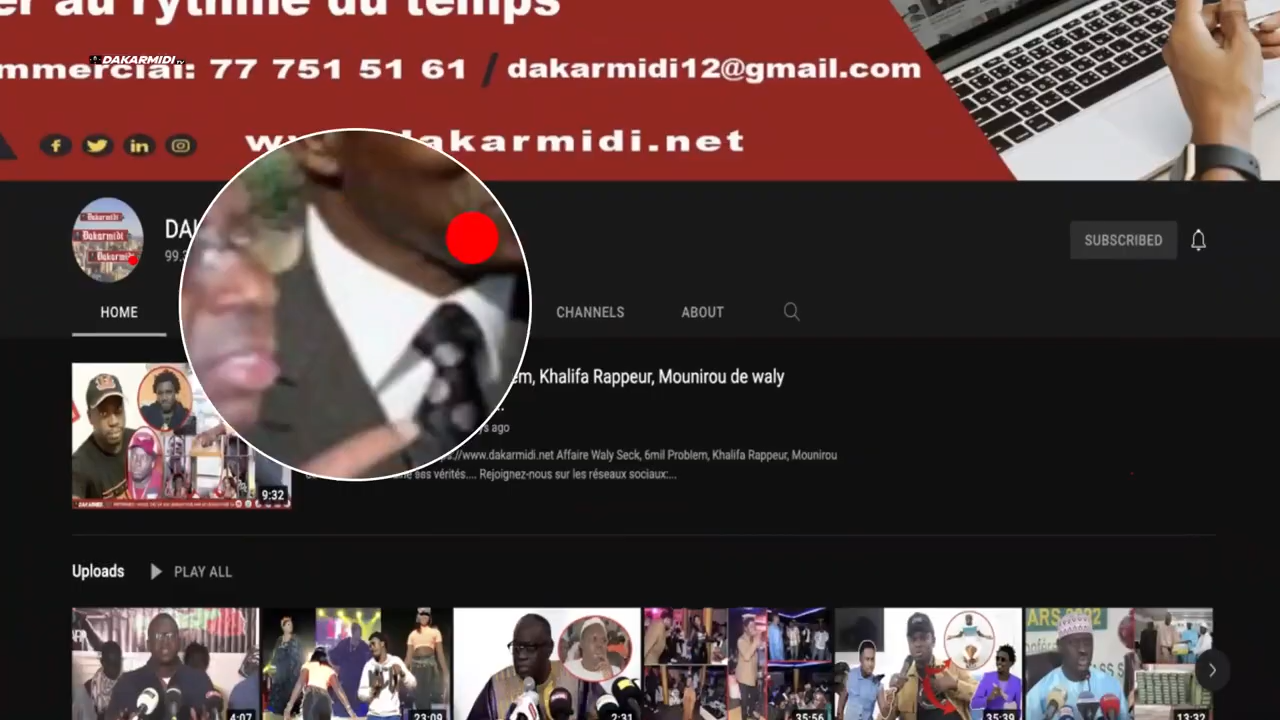 er au rythme du temps
DAKARMIDI TV
mmercial: 77 751 51 61 / dakarmidi12@gmail.com
akarmidi.net
Dakarmidi
Dakarmidi
Dakarmidi
SUBSCRIBED
HOME
CHANNELS
ABOUT
em, Khalifa Rappeur, Mounirou de waly
ys ago
://www.dakarmidi.net Affaire Waly Seck, 6mil Problem, Khalifa Rappeur, Mounirou
vérités.... Rejoignez-nous sur les réseaux sociaux:...
9:32
Uploads
PLAY ALL
ARS 2022
4:07
23:09
2:31
35:56
35:39
13:32